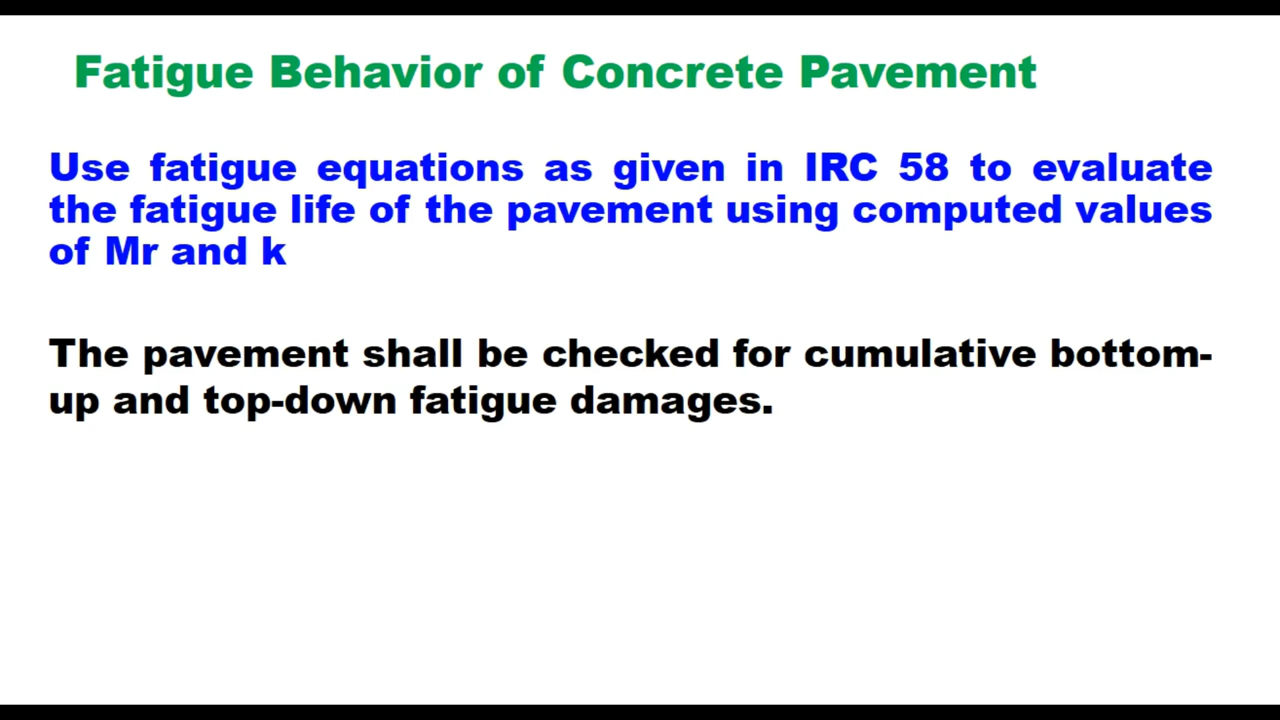 Fatigue Behavior of Concrete Pavement
Use fatigue equations as given in IRC 58 to evaluate
the fatigue life of the pavement using computed values
of Mr and k
The pavement shall be checked for cumulative bottom-
up and top-down fatigue damages.